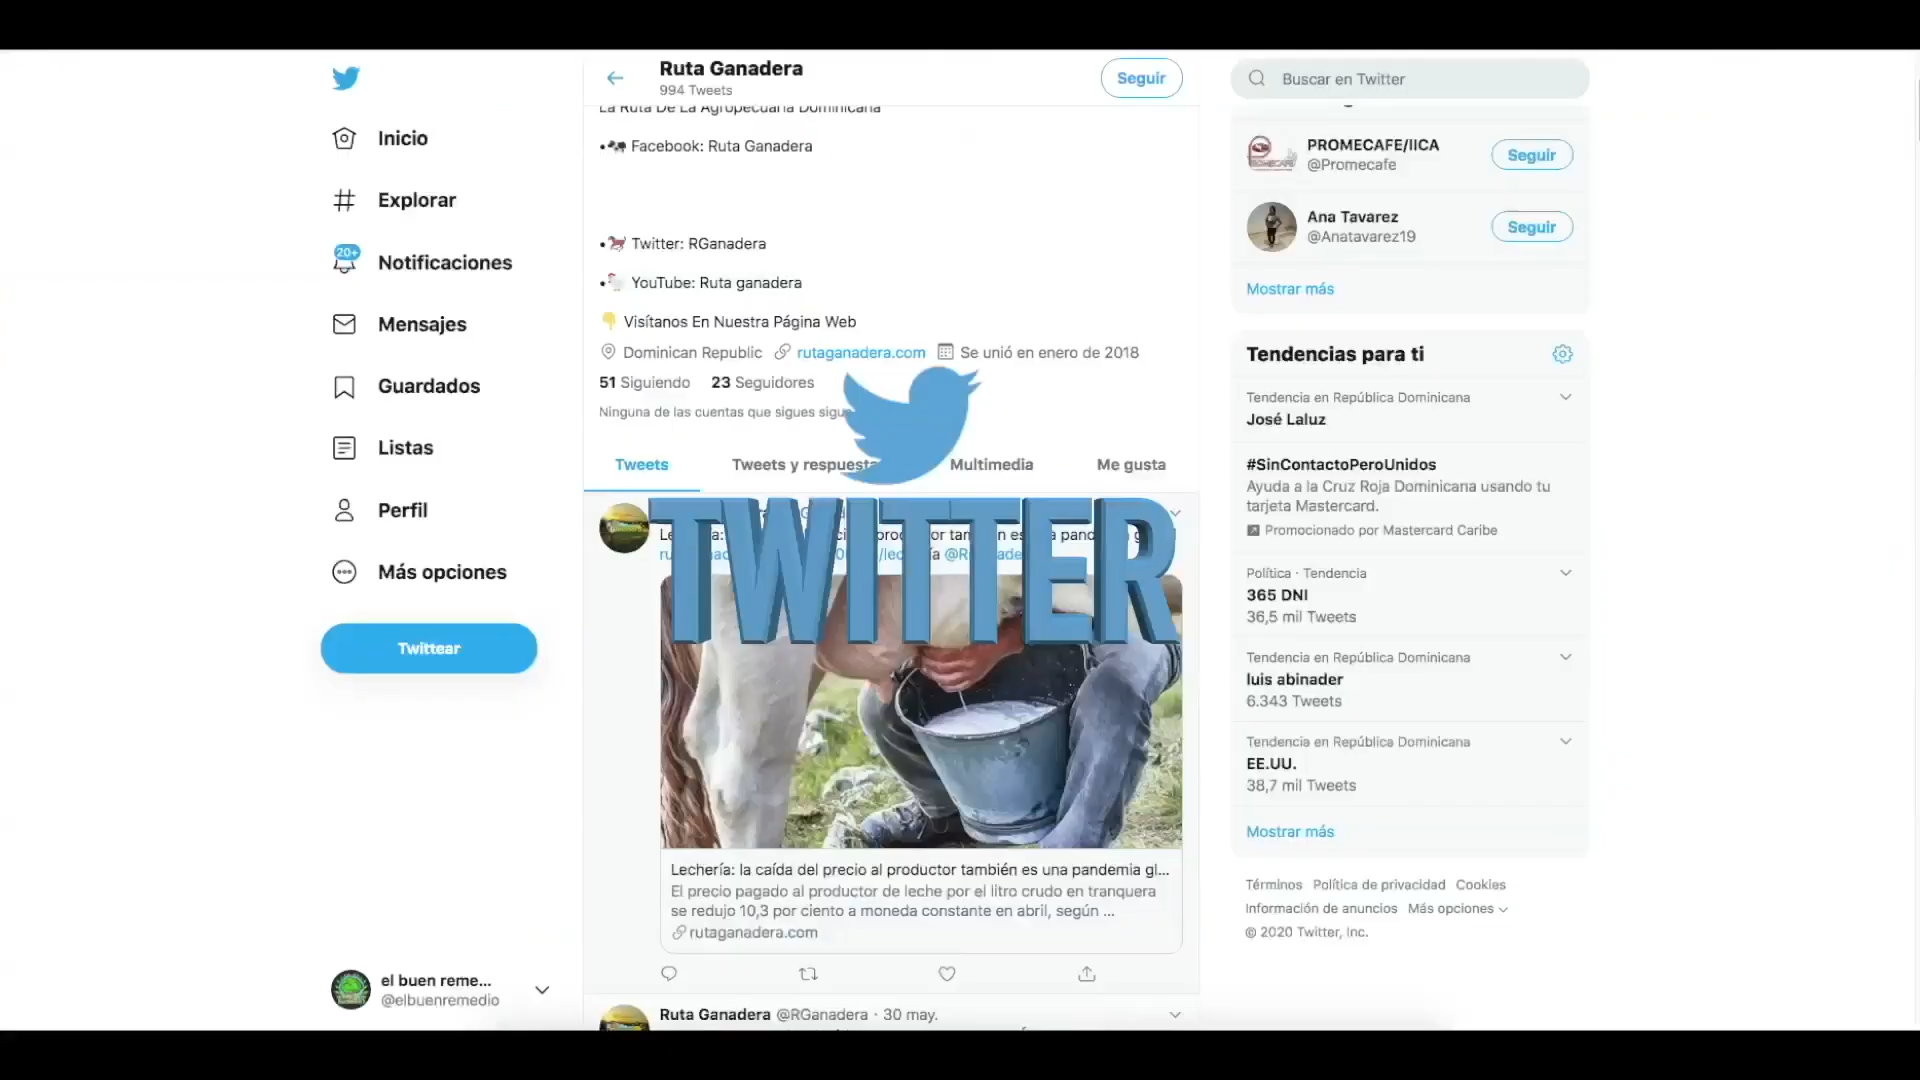 Inicio
Explorar
20+
Notificaciones
Mensajes
Guardados
Listas
Perfil
Más opciones
Twittear
el buen reme...
@elbuenremedio
Ruta Ganadera
994 Tweets
Seguir
La Ruta De La Agropecuaria Dominicana
•🐄 Facebook: Ruta Ganadera
•🐎 Twitter: RGanadera
•🐓 YouTube: Ruta ganadera
👇 Visítanos En Nuestra Página Web
Dominican Republic rutaganadera.com Se unió en enero de 2018
51 Siguiendo 23 Seguidores
Ninguna de las cuentas que sigues
Tweets Tweets y respuesta Multimedia Me gusta
TWITTER
Lechería: la caída del precio al productor también es una pandemia gl...
El precio pagado al productor de leche por el litro crudo en tranquera
se redujo 10,3 por ciento a moneda constante en abril, según ...
rutaganadera.com
Ruta Ganadera @RGanadera · 30 may.
Buscar en Twitter
PROMECAFE/IICA
@Promecafe
Seguir
Ana Tavarez
@Anatavarez19
Seguir
Mostrar más
Tendencias para ti
Tendencia en República Dominicana
José Laluz
#SinContactoPeroUnidos
Ayuda a la Cruz Roja Dominicana usando tu
tarjeta Mastercard.
Promocionado por Mastercard Caribe
Política · Tendencia
365 DNI
36,5 mil Tweets
Tendencia en República Dominicana
luis abinader
6.343 Tweets
Tendencia en República Dominicana
EE.UU.
38,7 mil Tweets
Mostrar más
Términos Política de privacidad Cookies
Información de anuncios Más opciones
© 2020 Twitter, Inc.